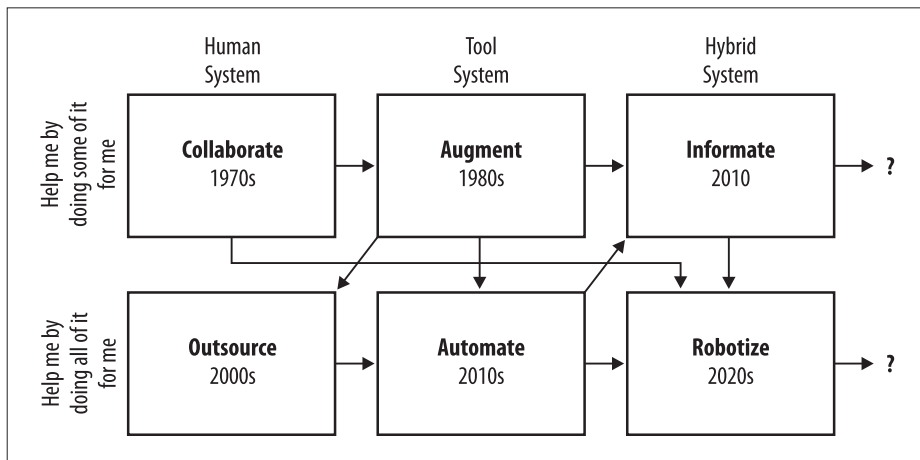 Human
System
Tool
System
Hybrid
System
Help me by
doing some of it
for me
Collaborate
1970s
Augment
1980s
Informate
2010
?
Help me by
doing all of it
for me
Outsource
2000s
Automate
2010s
Robotize
2020s
?